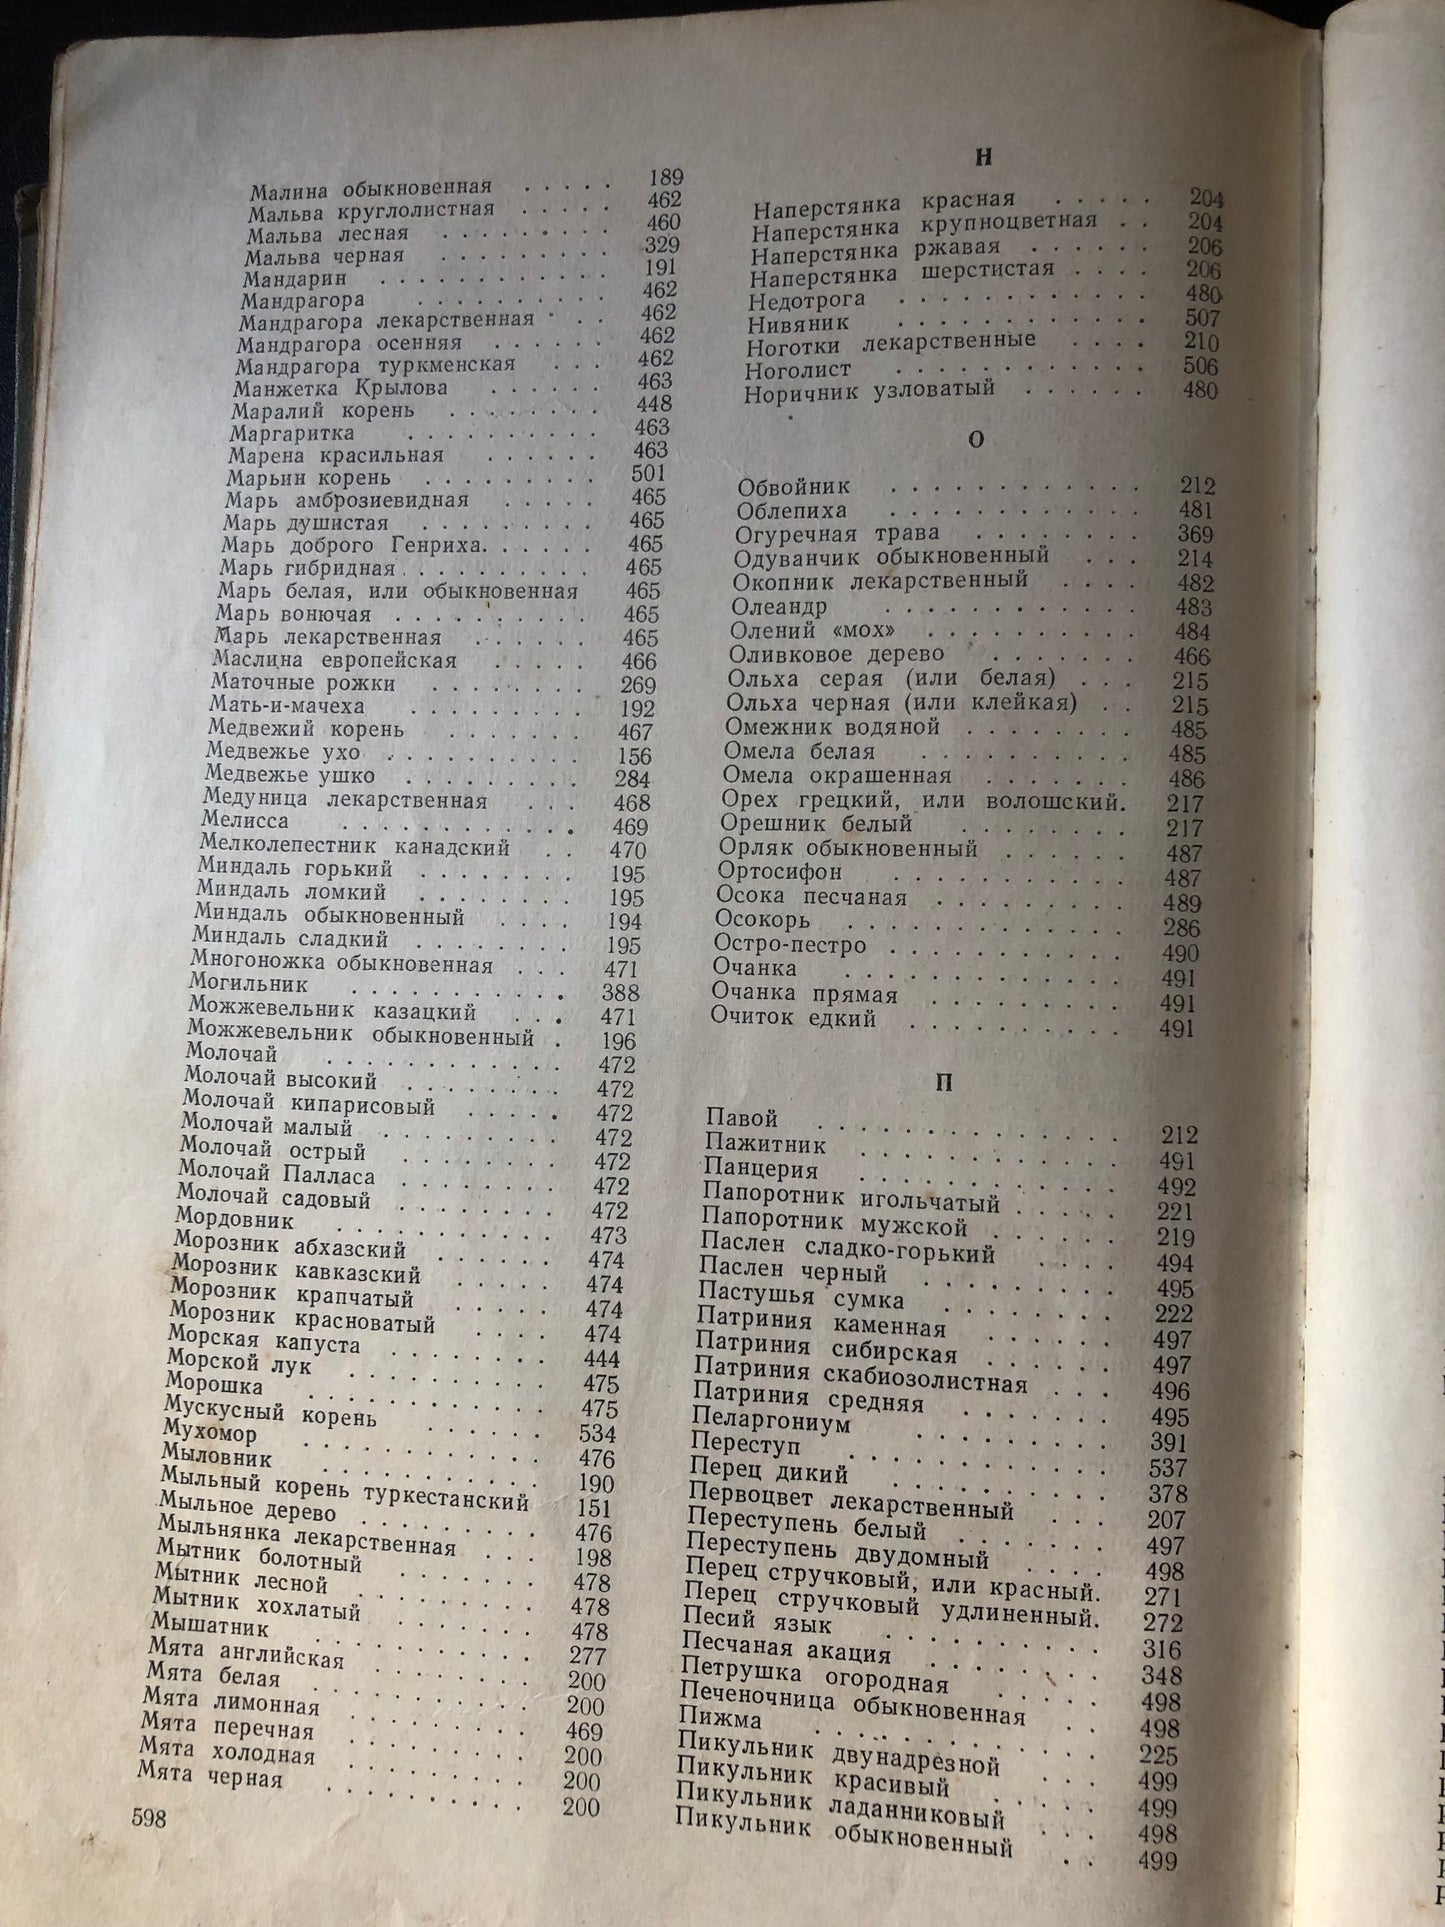 Малина обыкновенная . . . . . 189
Мальва круглолистная . . . . . 462
Мальва лесная . . . . . . . . . 460
Мальва черная . . . . . . . . . 329
Мандарин . . . . . . . . . . . . 191
Мандрагора . . . . . . . . . . 462
Мандрагора лекарственная . . . 462
Мандрагора осенняя . . . . . . 462
Мандрагора туркменская . . . 462
Манжетка Крылова . . . . . . 463
Маралий корень . . . . . . . . 448
Маргаритка . . . . . . . . . . 463
Марена красильная . . . . . . 463
Марьин корень . . . . . . . . . 501
Марь амброзиевидная . . . . . 465
Марь душистая . . . . . . . . . 465
Марь доброго Генриха. . . . . . 465
Марь гибридная . . . . . . . . . 465
Марь белая, или обыкновенная 465
Марь вонючая . . . . . . . . . . 465
Марь лекарственная . . . . . . 465
Маслина европейская . . . . . 466
Маточные рожки . . . . . . . . 269
Мать-и-мачеха . . . . . . . . . 192
Медвежий корень . . . . . . . 467
Медвежье ухо . . . . . . . . . . 156
Медвежье ушко . . . . . . . . . 284
Медуница лекарственная . . . 468
Мелисса . . . . . . . . . . . . 469
Мелколепестник канадский . . 470
Миндаль горький . . . . . . . . 195
Миндаль ломкий . . . . . . . . 195
Миндаль обыкновенный . . . . 194
Миндаль сладкий . . . . . . . . 195
Многоножка обыкновенная . . . 471
Могильник . . . . . . . . . . . 388
Можжевельник казацкий . . . 471
Можжевельник обыкновенный . 196
Молочай . . . . . . . . . . . . 472
Молочай высокий . . . . . . . . 472
Молочай кипарисовый . . . . . 472
Молочай малый . . . . . . . . . 472
Молочай острый . . . . . . . . 472
Молочай Палласа . . . . . . . . 472
Молочай садовый . . . . . . . . 472
Мордовник . . . . . . . . . . . 473
Морозник абхазский . . . . . . 474
Морозник кавказский . . . . . 474
Морозник крапчатый . . . . . 474
Морозник красноватый . . . . 474
Морская капуста . . . . . . . . 444
Морской лук . . . . . . . . . . 475
Морошка . . . . . . . . . . . . 475
Мускусный корень . . . . . . 534
Мухомор . . . . . . . . . . . . 476
Мыловник . . . . . . . . . . . 190
Мыльный корень туркестанский 151
Мыльное дерево . . . . . . . . . 476
Мыльнянка лекарственная . . . 198
Мытник болотный . . . . . . . 478
Мытник лесной . . . . . . . . . 478
Мытник хохлатый . . . . . . . 478
Мышатник . . . . . . . . . . . 277
Мята английская . . . . . . . 200
Мята белая . . . . . . . . . . . 200
Мята лимонная . . . . . . . . . 469
Мята перечная . . . . . . . . . 200
Мята холодная . . . . . . . . . 200
Мята черная . . . . . . . . . . 200
598
Н
Наперстянка красная . . . . . 204
Наперстянка крупноцветная . . 204
Наперстянка ржавая . . . . . . 206
Наперстянка шерстистая . . . . 206
Недотрога . . . . . . . . . . . . 480
Нивяник . . . . . . . . . . . . 507
Ноготки лекарственные . . . . 210
Ноголист . . . . . . . . . . . . 506
Норичник узловатый . . . . . . 480
О
Обвойник . . . . . . . . . . . . 212
Облепиха . . . . . . . . . . . . 481
Огуречная трава . . . . . . . . 369
Одуванчик обыкновенный . . . 214
Окопник лекарственный . . . . 482
Олеандр . . . . . . . . . . . . 483
Олений «мох» . . . . . . . . . . 484
Оливковое дерево . . . . . . . 466
Ольха серая (или белая) . . . 215
Ольха черная (или клейкая) . . 215
Омежник водяной . . . . . . . . 485
Омела белая . . . . . . . . . . 485
Омела окрашенная . . . . . . . 486
Орех грецкий, или волошский. 217
Орешник белый . . . . . . . . 217
Орляк обыкновенный . . . . . . 487
Ортосифон . . . . . . . . . . . 487
Осока песчаная . . . . . . . . . 489
Осокорь . . . . . . . . . . . . . 286
Остро-пестро . . . . . . . . . . . 490
Очанка . . . . . . . . . . . . . 491
Очанка прямая . . . . . . . . . 491
Очиток едкий . . . . . . . . . . 491
П
Павой . . . . . . . . . . . . . . 212
Пажитник . . . . . . . . . . . . 491
Панцерия . . . . . . . . . . . . 492
Папоротник игольчатый . . . . . 221
Папоротник мужской . . . . . . 219
Паслен сладко-горький . . . . 494
Паслен черный . . . . . . . . . 495
Пастушья сумка . . . . . . . . 222
Патриния каменная . . . . . . 497
Патриния сибирская . . . . . . 497
Патриния скабиозолистная . . . 496
Патриния средняя . . . . . . . 495
Пеларгониум . . . . . . . . . . 391
Переступ . . . . . . . . . . . . 537
Перец дикий . . . . . . . . . . 378
Первоцвет лекарственный . . . 207
Переступень белый . . . . . . . 497
Переступень двудомный . . . . 498
Перец стручковый, или красный. 271
Перец стручковый удлиненный. 272
Песий язык . . . . . . . . . . 316
Песчаная акация . . . . . . . . 348
Петрушка огородная . . . . . 498
Печеночница обыкновенная . . 498
Пижма . . . . . . . . . . . . . 225
Пикульник двунадрезной . . . 499
Пикульник красивый . . . . . 499
Пикульник ладанниковый . . . 498
Пикульник обыкновенный . . 499